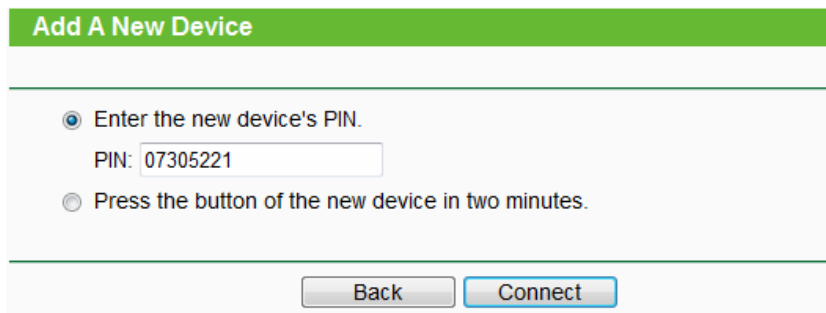 Add A New Device
Enter the new device's PIN.
PIN: 07305221
Press the button of the new device in two minutes.
Back Connect